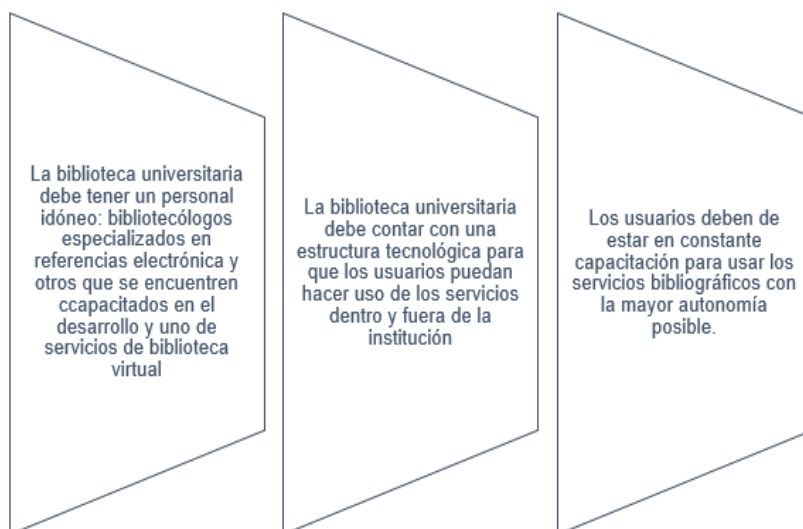 La biblioteca universitaria
debe tener un personal
idóneo: bibliotecólogos
especializados en
referencias electrónica y
otros que se encuentren
ccapacitados en el
desarrollo y uno de
servicios de biblioteca
virtual
La biblioteca universitaria
debe contar con una
estructura tecnológica para
que los usuarios puedan
hacer uso de los servicios
dentro y fuera de la
institución
Los usuarios deben de
estar en constante
capacitación para usar los
servicios bibliográficos con
la mayor autonomía
posible.